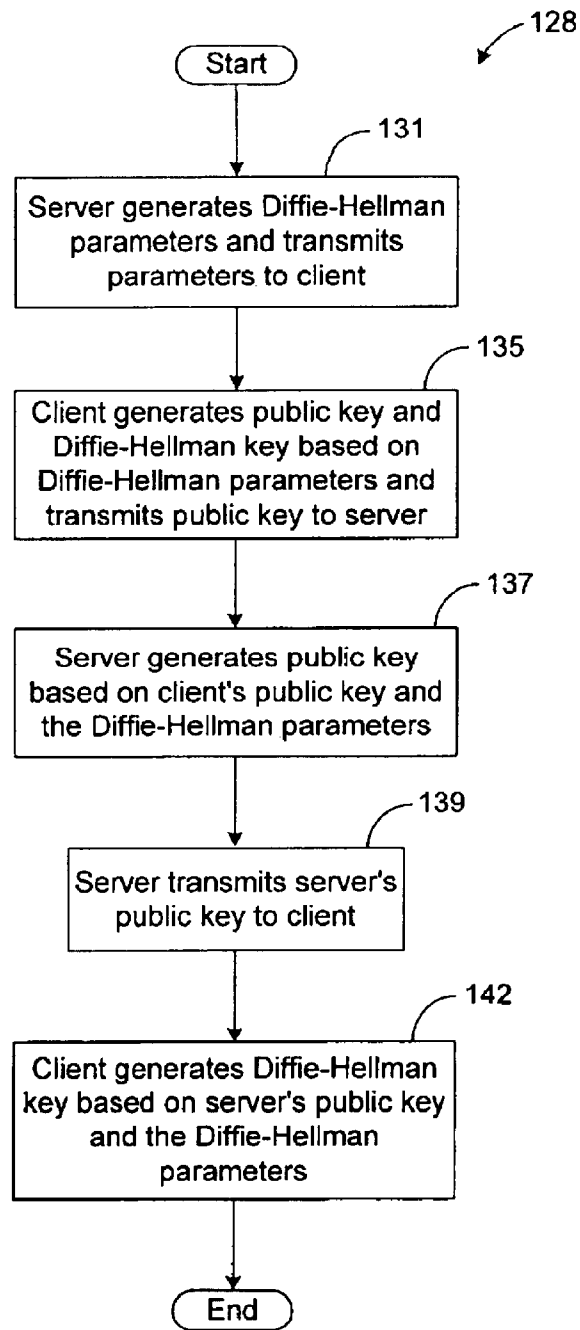 128
Start
131
Server generates Diffie-Hellman
parameters and transmits
parameters to client
135
Client generates public key and
Diffie-Hellman key based on
Diffie-Hellman parameters and
transmits public key to server
137
Server generates public key
based on client's public key and
the Diffie-Hellman parameters
139
Server transmits server's
public key to client
142
Client generates Diffie-Hellman
key based on server's public key
and the Diffie-Hellman
parameters
End